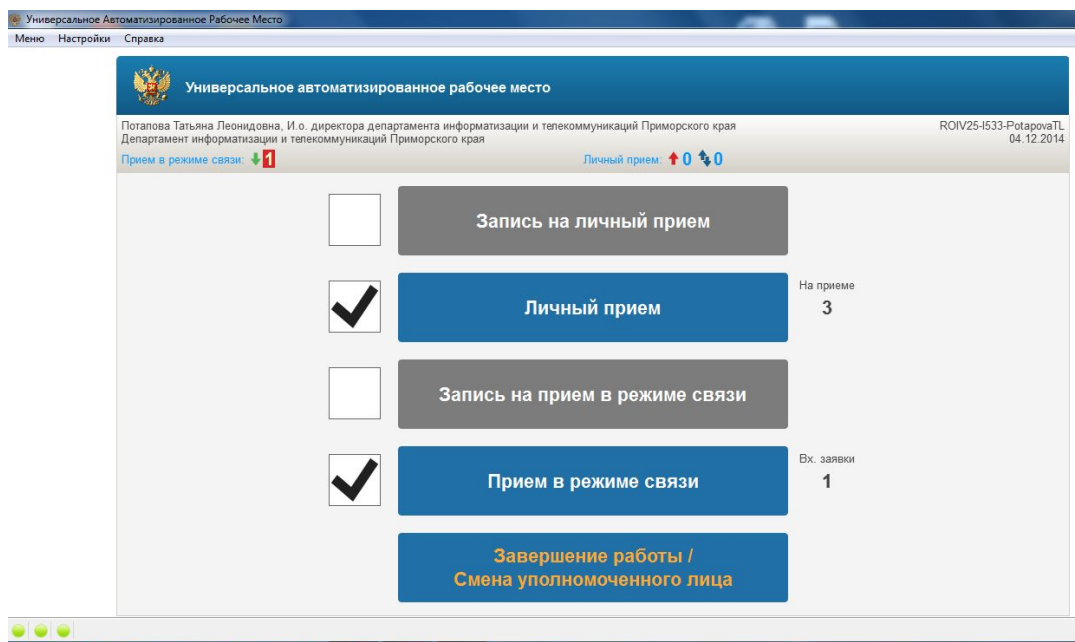 Универсальное Автоматизированное Рабочее Место
Меню Настройки Справка
Универсальное автоматизированное рабочее место
Потапова Татьяна Леонидовна, И.о. директора департамента информатизации и телекоммуникаций Приморского края
ROIV25-I533-PotapovaTL
Департамент информатизации и телекоммуникаций Приморского края
04.12.2014
Прием в режиме связи: 1
Личный прием: 0 0
Запись на личный прием
Личный прием
На приеме
3
Запись на прием в режиме связи
Прием в режиме связи
Вх. заявки
1
Завершение работы /
Смена уполномоченного лица